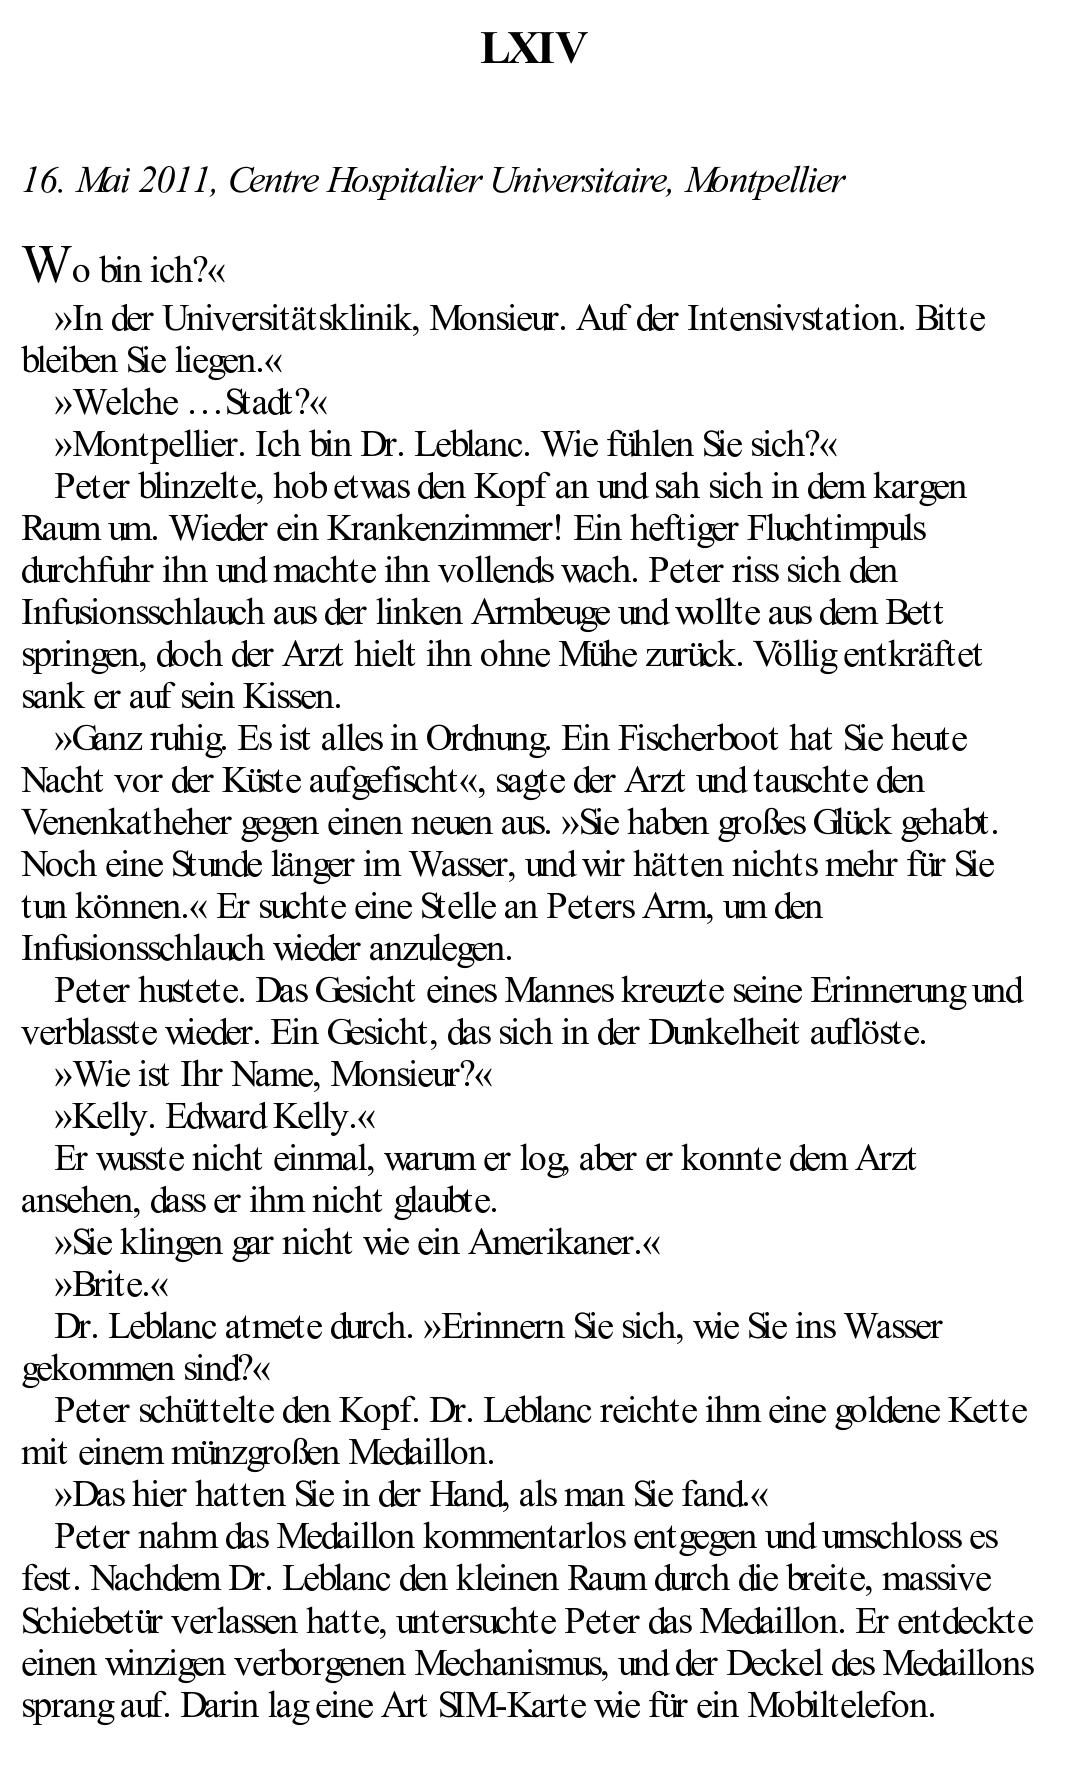 LXIV
16. Mai 2011, Centre Hospitalier Universitaire, Montpellier
Wo bin ich?«
»In der Universitätsklinik, Monsieur. Auf der Intensivstation. Bitte
bleiben Sie liegen.«
»Welche …Stadt?«
»Montpellier. Ich bin Dr. Leblanc. Wie fühlen Sie sich?«
Peter blinzelte, hob etwas den Kopf an und sah sich in dem kargen
Raum um. Wieder ein Krankenzimmer! Ein heftiger Fluchtimpuls
durchfuhr ihn und machte ihn vollends wach. Peter riss sich den
Infusionsschlauch aus der linken Armbeuge und wollte aus dem Bett
springen, doch der Arzt hielt ihn ohne Mühe zurück. Völlig entkräftet
sank er auf sein Kissen.
»Ganz ruhig. Es ist alles in Ordnung. Ein Fischerboot hat Sie heute
Nacht vor der Küste aufgefischt«, sagte der Arzt und tauschte den
Venenkatheher gegen einen neuen aus. »Sie haben großes Glück gehabt.
Noch eine Stunde länger im Wasser, und wir hätten nichts mehr für Sie
tun können.« Er suchte eine Stelle an Peters Arm, um den
Infusionsschlauch wieder anzulegen.
Peter hustete. Das Gesicht eines Mannes kreuzte seine Erinnerung und
verblasste wieder. Ein Gesicht, das sich in der Dunkelheit auflöste.
»Wie ist Ihr Name, Monsieur?«
»Kelly. Edward Kelly.«
Er wusste nicht einmal, warum er log, aber er konnte dem Arzt
ansehen, dass er ihm nicht glaubte.
»Sie klingen gar nicht wie ein Amerikaner.«
»Brite.«
Dr. Leblanc atmete durch. »Erinnern Sie sich, wie Sie ins Wasser
gekommen sind?«
Peter schüttelte den Kopf. Dr. Leblanc reichte ihm eine goldene Kette
mit einem münzgroßen Medaillon.
»Das hier hatten Sie in der Hand, als man Sie fand.«
Peter nahm das Medaillon kommentarlos entgegen und umschloss es
fest. Nachdem Dr. Leblanc den kleinen Raum durch die breite, massive
Schiebetür verlassen hatte, untersuchte Peter das Medaillon. Er entdeckte
einen winzigen verborgenen Mechanismus, und der Deckel des Medaillons
sprang auf. Darin lag eine Art SIM-Karte wie für ein Mobiltelefon.